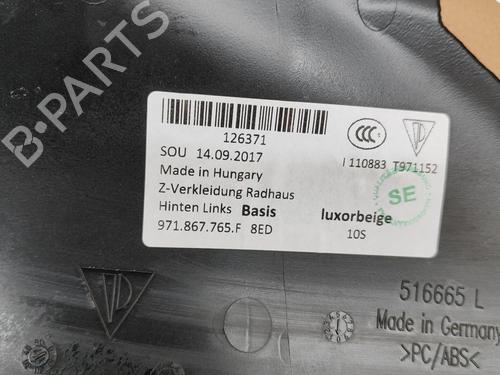 B-PARTS
126371
SOU 14.09.2017
I 110883 T971152
Made in Hungary
Z-Verkleidung Radhaus
Hinten Links Basis luxorbeige
971.867.765.F 8ED 10S
CCC
SE
516665 L
Made in Germany
>PC/ABS<